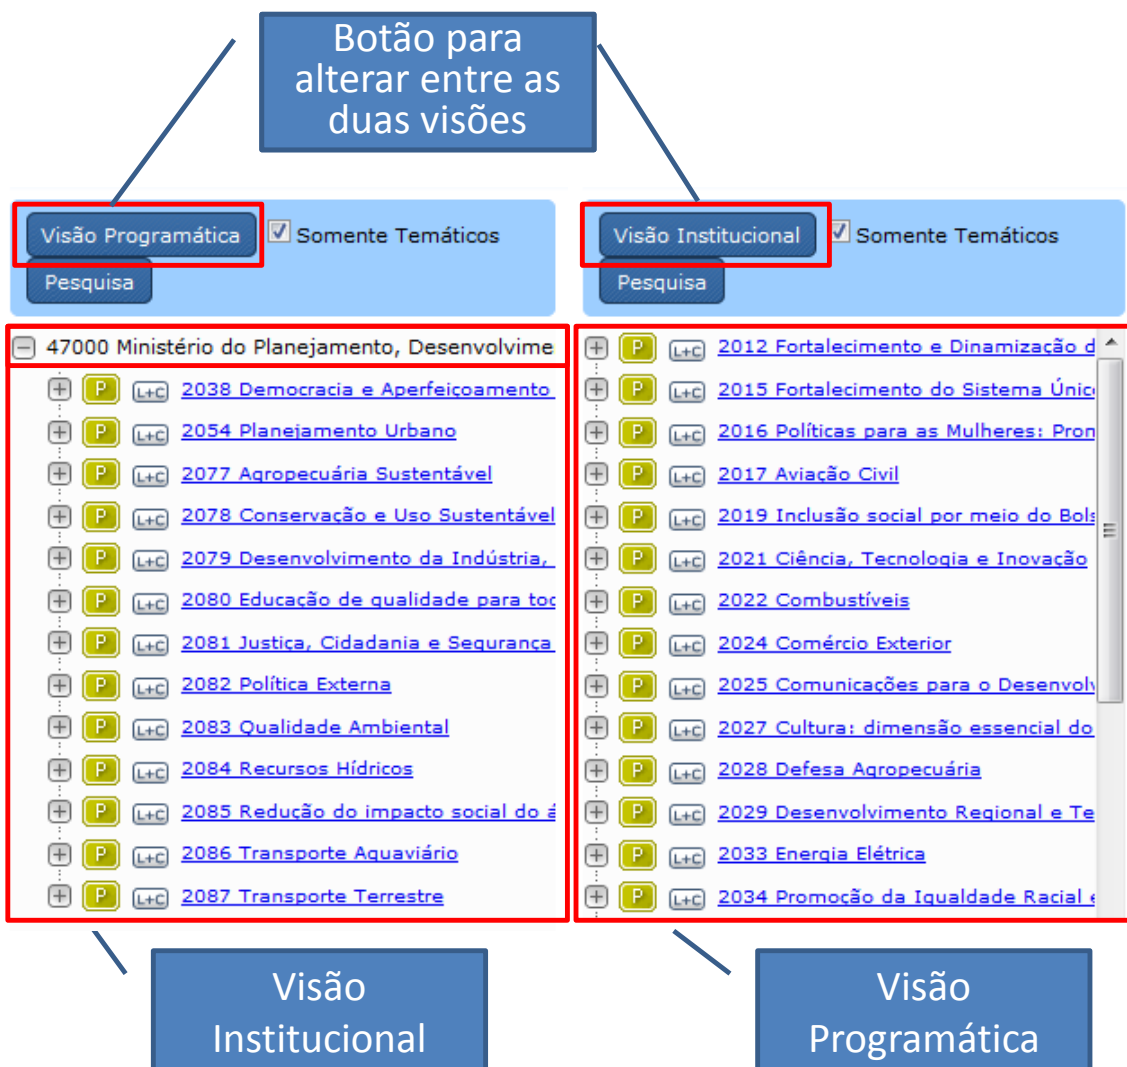 Botão para
alterar entre as
duas visões
Visão Programática Somente Temáticos
Pesquisa
47000 Ministério do Planejamento, Desenvolvime
P L+C 2038 Democracia e Aperfeiçoamento
P L+C 2054 Planejamento Urbano
P L+C 2077 Agropecuária Sustentável
P L+C 2078 Conservação e Uso Sustentável
P L+C 2079 Desenvolvimento da Indústria,
P L+C 2080 Educação de qualidade para toc
P L+C 2081 Justiça, Cidadania e Segurança
P L+C 2082 Política Externa
P L+C 2083 Qualidade Ambiental
P L+C 2084 Recursos Hídricos
P L+C 2085 Redução do impacto social do á
P L+C 2086 Transporte Aquaviário
P L+C 2087 Transporte Terrestre
Visão
Institucional
Visão Institucional Somente Temáticos
Pesquisa
P L+C 2012 Fortalecimento e Dinamização d
P L+C 2015 Fortalecimento do Sistema Únic
P L+C 2016 Políticas para as Mulheres: Pron
P L+C 2017 Aviação Civil
P L+C 2019 Inclusão social por meio do Bols
P L+C 2021 Ciência, Tecnologia e Inovação
P L+C 2022 Combustíveis
P L+C 2024 Comércio Exterior
P L+C 2025 Comunicações para o Desenvolv
P L+C 2027 Cultura: dimensão essencial do
P L+C 2028 Defesa Agropecuária
P L+C 2029 Desenvolvimento Regional e Te
P L+C 2033 Energia Elétrica
P L+C 2034 Promoção da Igualdade Racial e
Visão
Programática